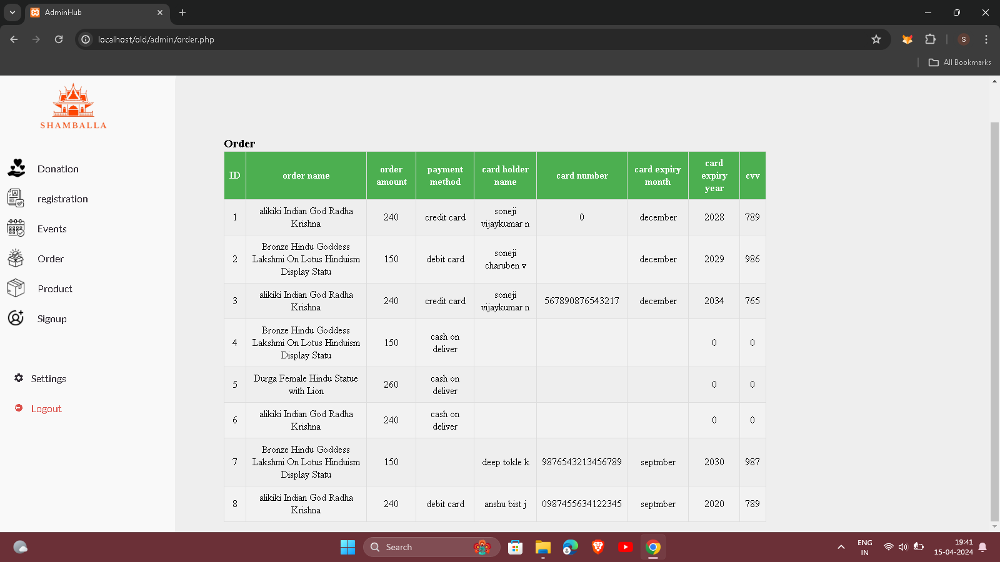 AdminHub
localhost/old/admin/order.php
S
All Bookmarks
SHAMBALLA
Donation
registration
Events
Order
Product
Signup
Settings
Logout
Order
ID order name order amount payment method card holder name card number card expiry month card expiry year cvv
1 alikiki Indian God Radha Krishna 240 credit card soneji vijaykumar n 0 december 2028 789
2 Bronze Hindu Goddess Lakshmi On Lotus Hinduism Display Statu 150 debit card soneji charuben v december 2029 986
3 alikiki Indian God Radha Krishna 240 credit card soneji vijaykumar n 567890876543217 december 2034 765
4 Bronze Hindu Goddess Lakshmi On Lotus Hinduism Display Statu 150 cash on deliver 0 0
5 Durga Female Hindu Statue with Lion 260 cash on deliver 0 0
6 alikiki Indian God Radha Krishna 240 cash on deliver 0 0
7 Bronze Hindu Goddess Lakshmi On Lotus Hinduism Display Statu 150 deep tokle k 9876543213456789 septmber 2030 987
8 alikiki Indian God Radha Krishna 240 debit card anshu bist j 0987455634122345 septmber 2020 789
Search
ENG
IN
19:41
15-04-2024